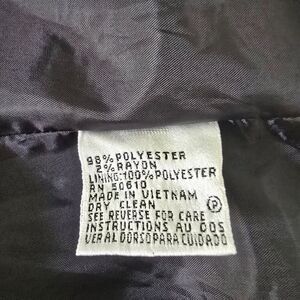 98% POLYESTER
2% RAYON
LINING:100% POLYESTER
RN 50610
MADE IN VIETNAM
DRY CLEAN
P
SEE REVERSE FOR CARE
INSTRUCTIONS AU DOS
VER AL DORSO PARA CUIDADO